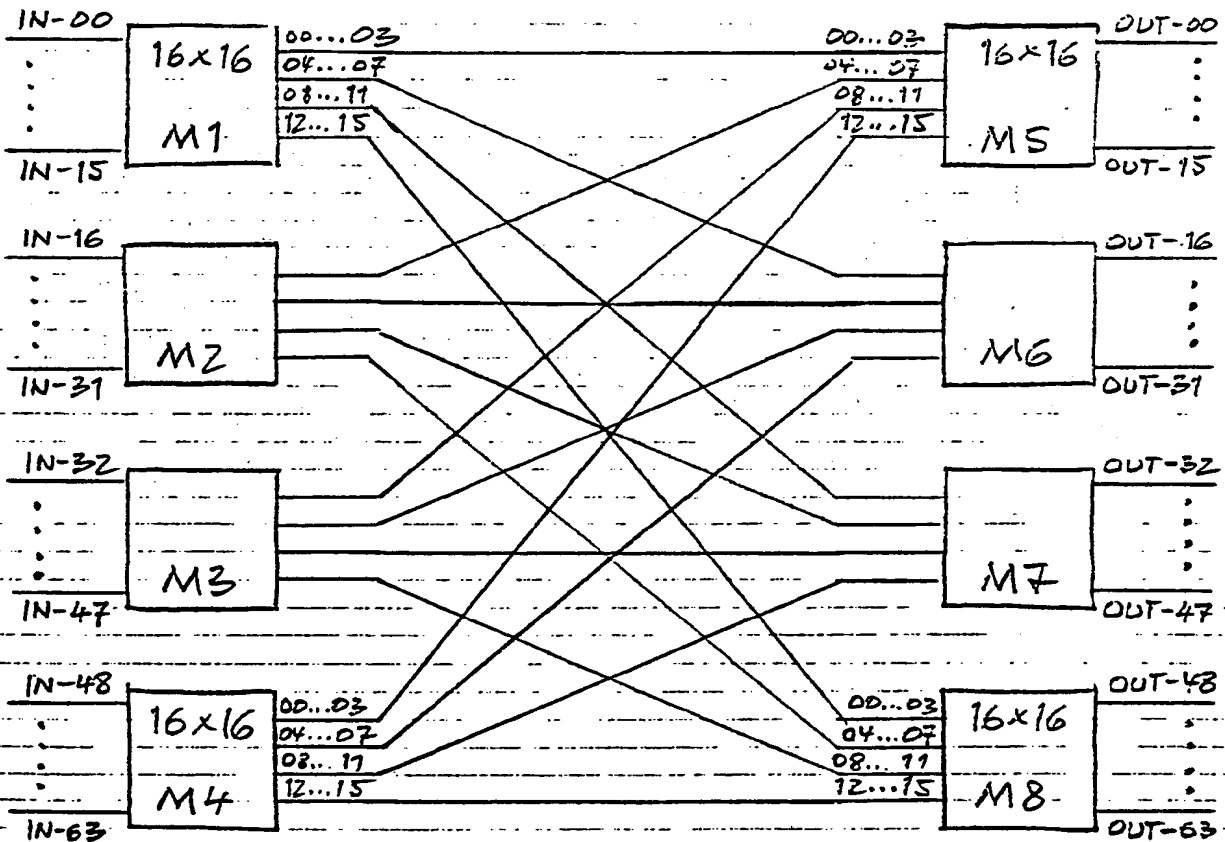 IN-00
16x16
M1
IN-15
00...03
04...07
08...11
12...15
00...03
04...07
08...11
12...15
16x16
M5
OUT-00
OUT-15
IN-16
M2
IN-31
M6
OUT-16
OUT-31
IN-32
M3
IN-47
M7
OUT-32
OUT-47
IN-48
16x16
M4
IN-63
00...03
04...07
08...11
12...15
00...03
04...07
08...11
12...15
16x16
M8
OUT-48
OUT-63